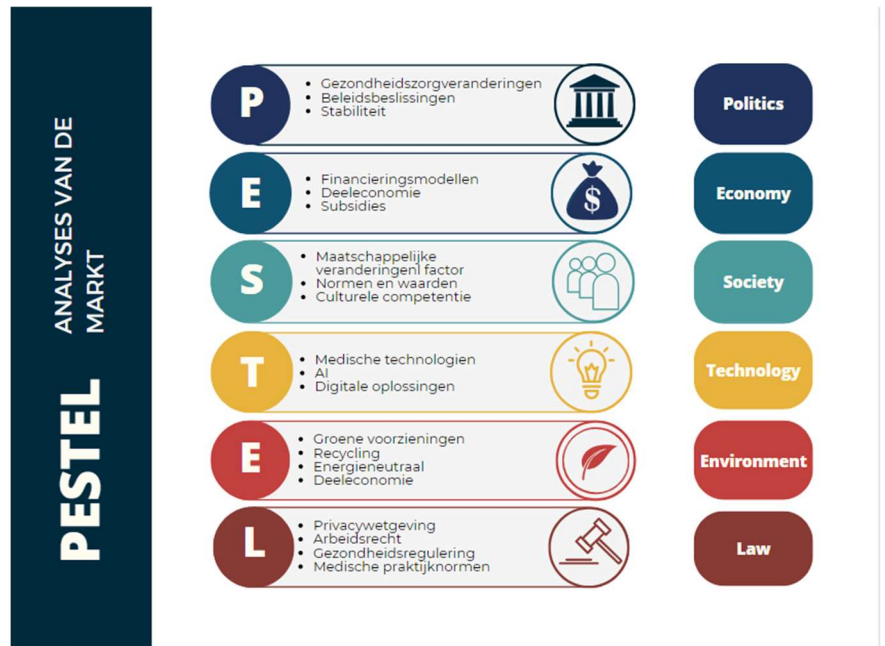 PESTEL
ANALYSES VAN DE
MARKT
P
• Gezondheidszorgveranderingen
• Beleidsbeslissingen
• Stabiliteit
Politics
E
• Financieringsmodellen
• Deeleconomie
• Subsidies
$
Economy
S
• Maatschappelijke
veranderingenl factor
• Normen en waarden
• Culturele competentie
Society
T
• Medische technologien
• AI
• Digitale oplossingen
Technology
E
• Groene voorzieningen
• Recycling
• Energieneutraal
• Deeleconomie
Environment
L
• Privacywetgeving
• Arbeidsrecht
• Gezondheidsregulering
• Medische praktijknormen
Law